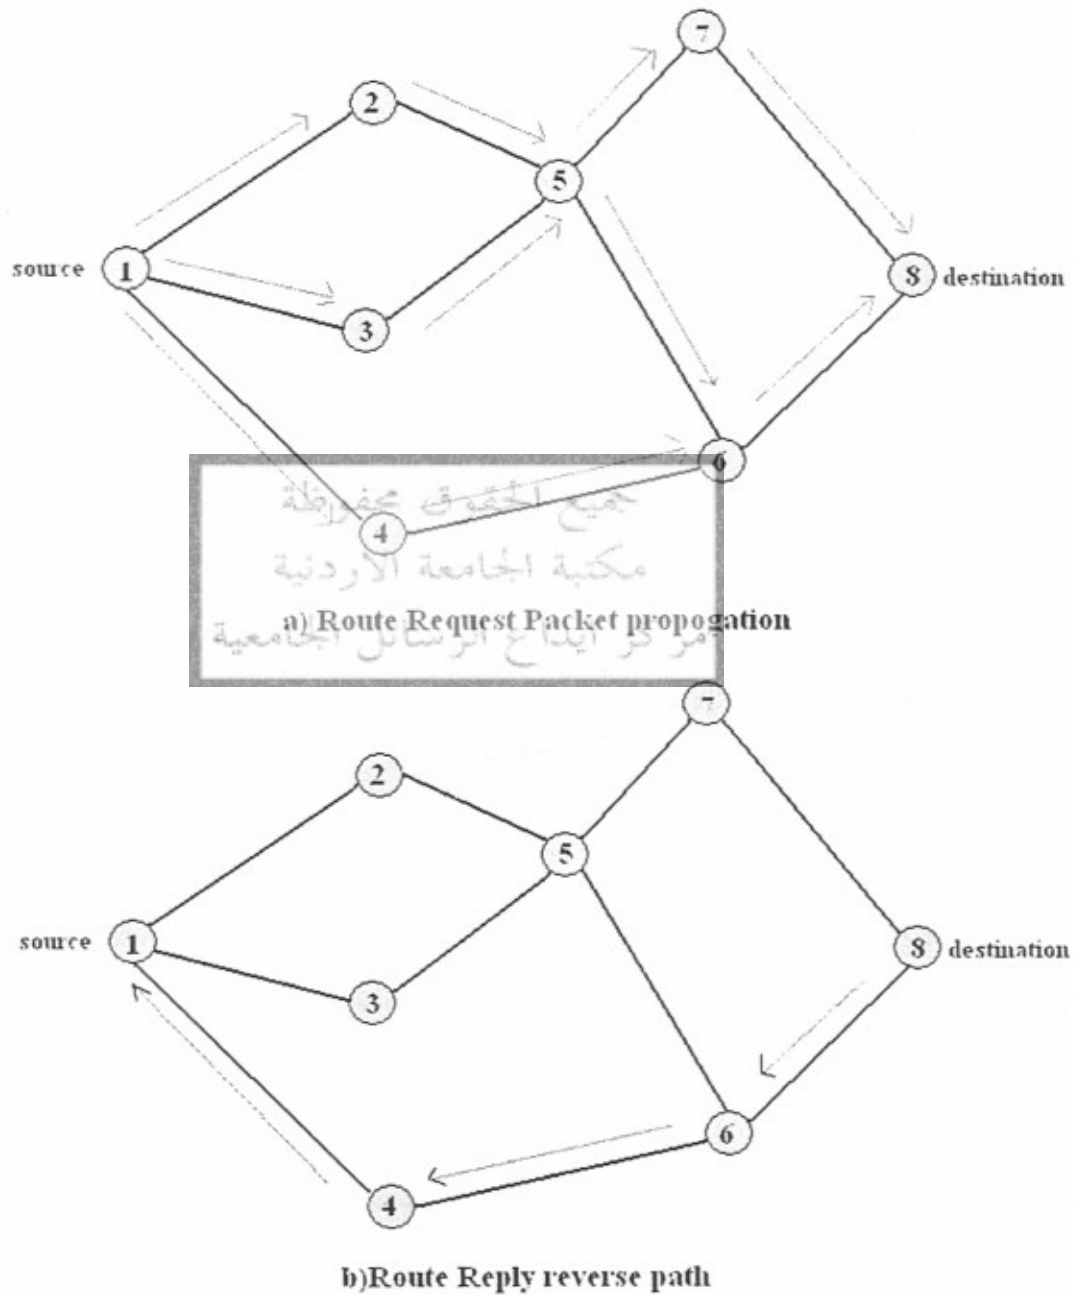 7
2
5
source
1
8
destination
3
6
جميع الحقوق محفوظة
4
مكتبة الجامعة الأردنية
a) Route Request Packet propogation
مركز ايداع الرسائل الجامعية
7
2
5
source
1
8
destination
3
6
4
b)Route Reply reverse path